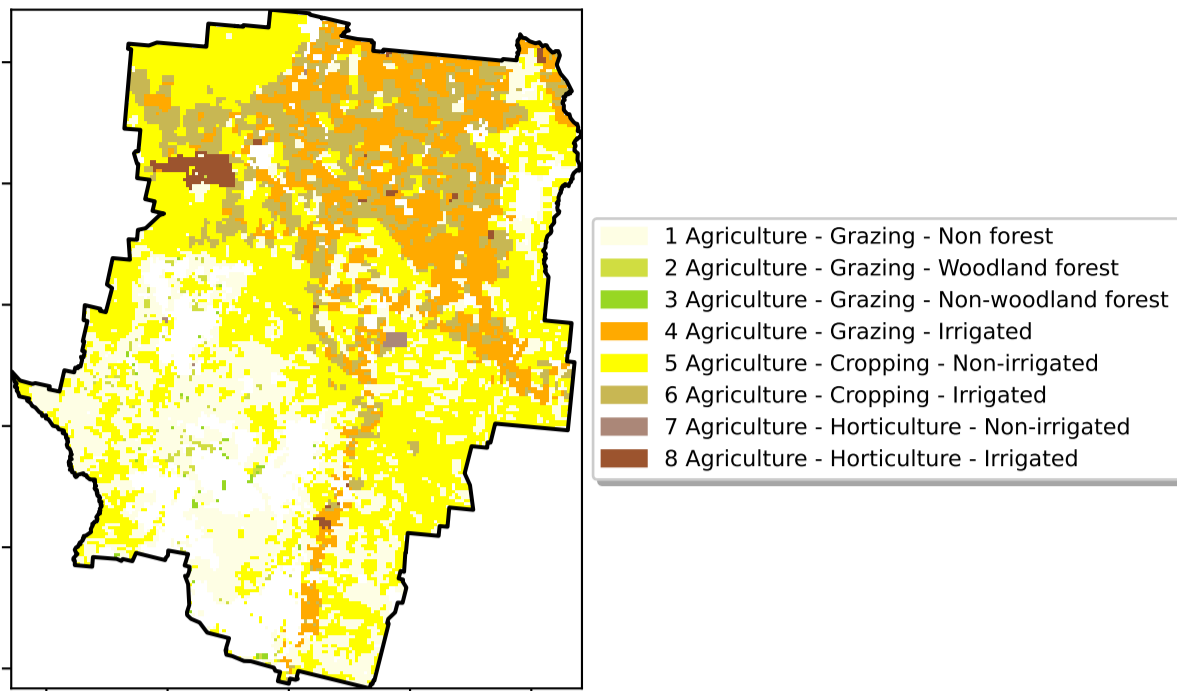 1 Agriculture - Grazing - Non forest
2 Agriculture - Grazing - Woodland forest
3 Agriculture - Grazing - Non-woodland forest
4 Agriculture - Grazing - Irrigated
5 Agriculture - Cropping - Non-irrigated
6 Agriculture - Cropping - Irrigated
7 Agriculture - Horticulture - Non-irrigated
8 Agriculture - Horticulture - Irrigated